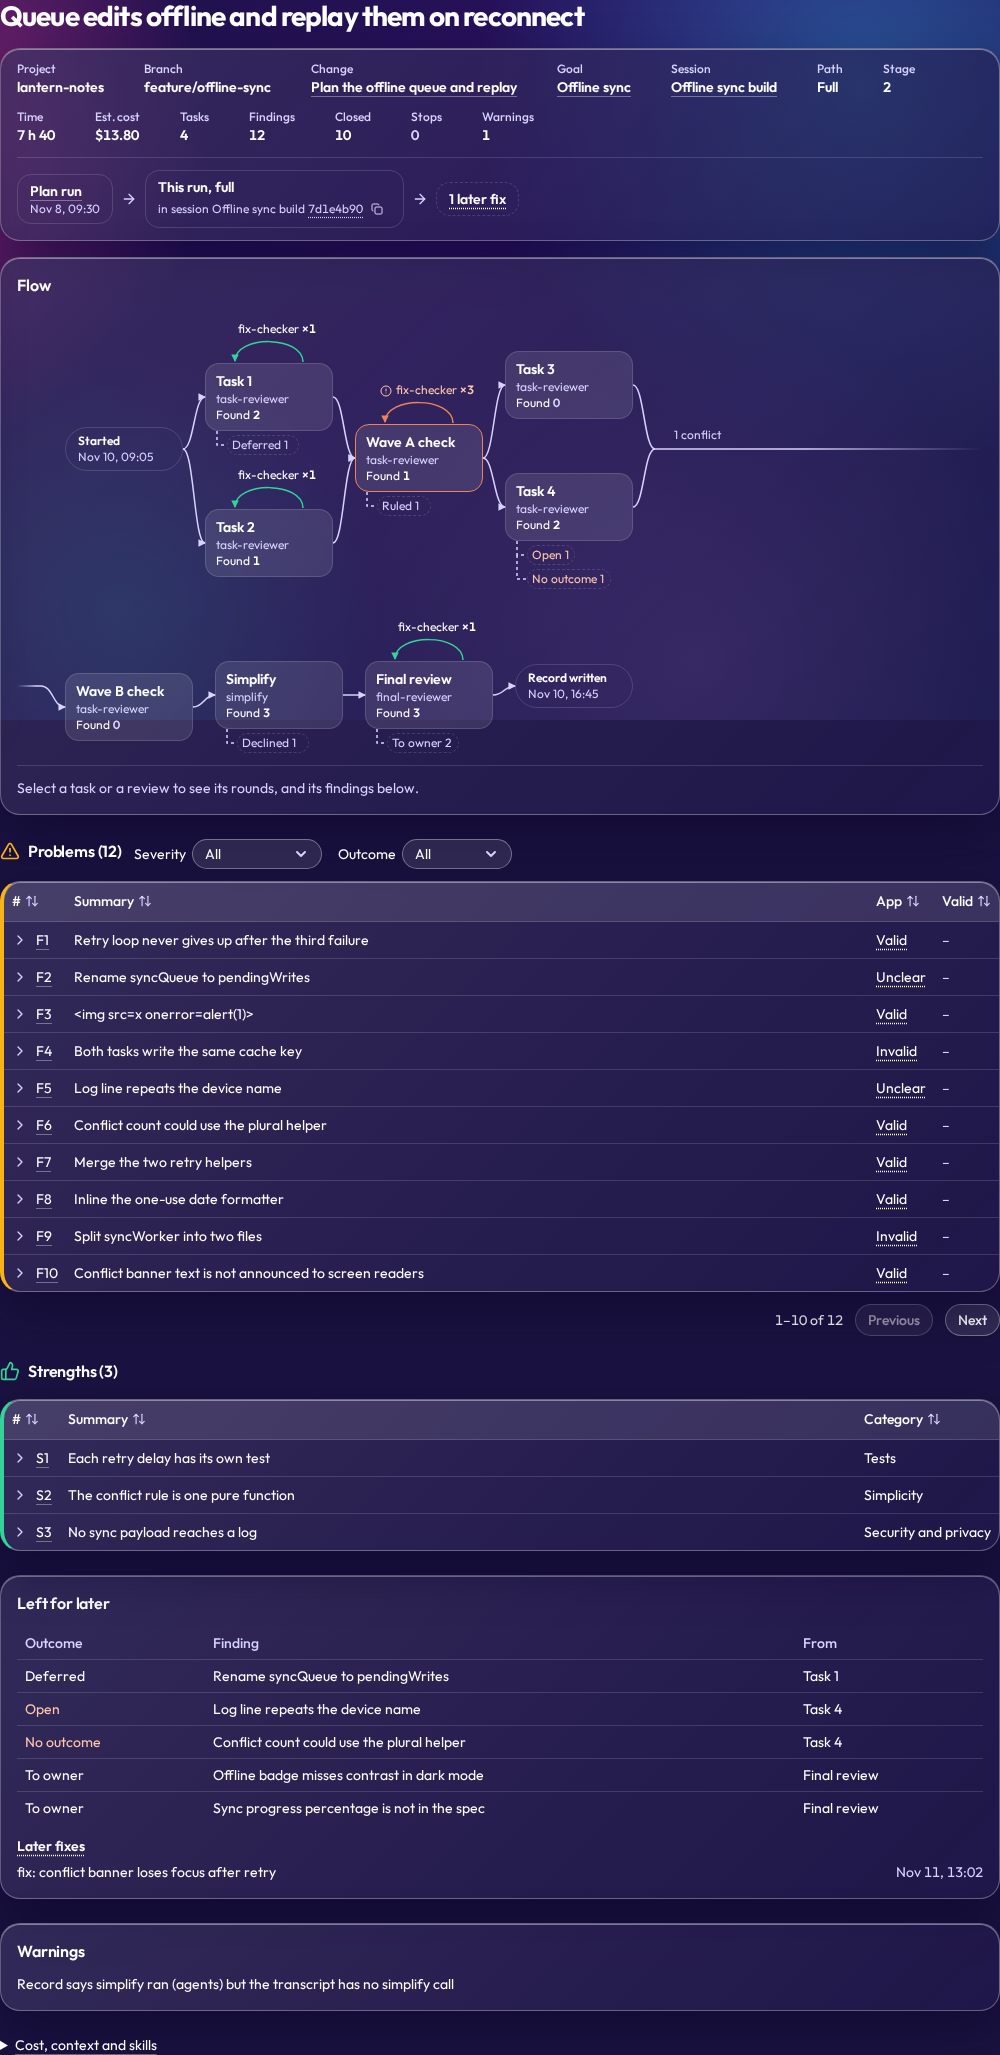 Queue edits offline and replay them on reconnect
Project Branch Change Goal Session Path Stage
lantern-notes feature/offline-sync Plan the offline queue and replay Offline sync Offline sync build Full 2
Time Est. cost Tasks Findings Closed Stops Warnings
7 h 40 $13.80 4 12 10 0 1
Plan run
Nov 8, 09:30
This run, full
in session Offline sync build 7d1e4b90
1 later fix
Flow
fix-checker ×1
Task 1
task-reviewer
Found 2
Deferred 1
Started
Nov 10, 09:05
fix-checker ×1
Task 2
task-reviewer
Found 1
fix-checker ×3
Wave A check
task-reviewer
Found 1
Ruled 1
Task 3
task-reviewer
Found 0
1 conflict
Task 4
task-reviewer
Found 2
Open 1
No outcome 1
Wave B check
task-reviewer
Found 0
Simplify
simplify
Found 3
Declined 1
fix-checker ×1
Final review
final-reviewer
Found 3
To owner 2
Record written
Nov 10, 16:45
Select a task or a review to see its rounds, and its findings below.
Problems (12) Severity All Outcome All
# Summary App Valid
F1 Retry loop never gives up after the third failure Valid –
F2 Rename syncQueue to pendingWrites Unclear –
F3 <img src=x onerror=alert(1)> Valid –
F4 Both tasks write the same cache key Invalid –
F5 Log line repeats the device name Unclear –
F6 Conflict count could use the plural helper Valid –
F7 Merge the two retry helpers Valid –
F8 Inline the one-use date formatter Valid –
F9 Split syncWorker into two files Invalid –
F10 Conflict banner text is not announced to screen readers Valid –
1–10 of 12 Previous Next
Strengths (3)
# Summary Category
S1 Each retry delay has its own test Tests
S2 The conflict rule is one pure function Simplicity
S3 No sync payload reaches a log Security and privacy
Left for later
Outcome Finding From
Deferred Rename syncQueue to pendingWrites Task 1
Open Log line repeats the device name Task 4
No outcome Conflict count could use the plural helper Task 4
To owner Offline badge misses contrast in dark mode Final review
To owner Sync progress percentage is not in the spec Final review
Later fixes
fix: conflict banner loses focus after retry Nov 11, 13:02
Warnings
Record says simplify ran (agents) but the transcript has no simplify call
Cost, context and skills